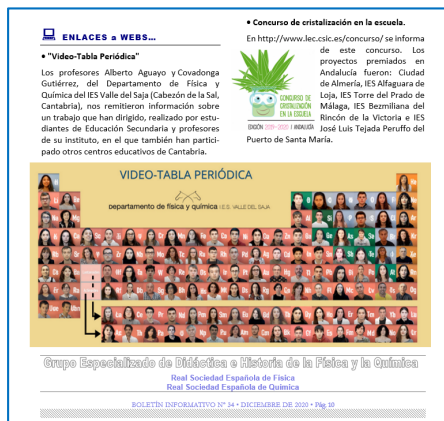 ENLACES a WEBS...
• "Video-Tabla Periódica"
Los profesores Alberto Aguayo y Covadonga
Gutiérrez, del Departamento de Física y
Química del IES Valle del Saja (Cabezón de la Sal,
Cantabria), nos remitieron información sobre
un trabajo que han dirigido, realizado por estu-
diantes de Educación Secundaria y profesores
de su instituto, en el que también han partici-
pado otros centros educativos de Cantabria.
• Concurso de cristalización en la escuela.
En http://www.lec.csic.es/concurso/ se informa
de este concurso. Los
proyectos premiados en
Andalucía fueron: Ciudad
de Almería, IES Alfaguara de
Loja, IES Torre del Prado de
Málaga, IES Bezmiliana del
Rincón de la Victoria e IES
José Luis Tejada Peruffo del
Puerto de Santa María.
CONCURSO DE
CRISTALIZACIÓN
EN LA ESCUELA
EDICIÓN 2019-2020 / ANDALUCÍA
VIDEO-TABLA PERIÓDICA
departamento de física y química I.E.S. VALLE DEL SAJA
Grupo Especializado de Didáctica e Historia de la Física y la Química
Real Sociedad Española de Física
Real Sociedad Española de Química
BOLETÍN INFORMATIVO Nº 34 • DICIEMBRE DE 2020 • Pág. 10